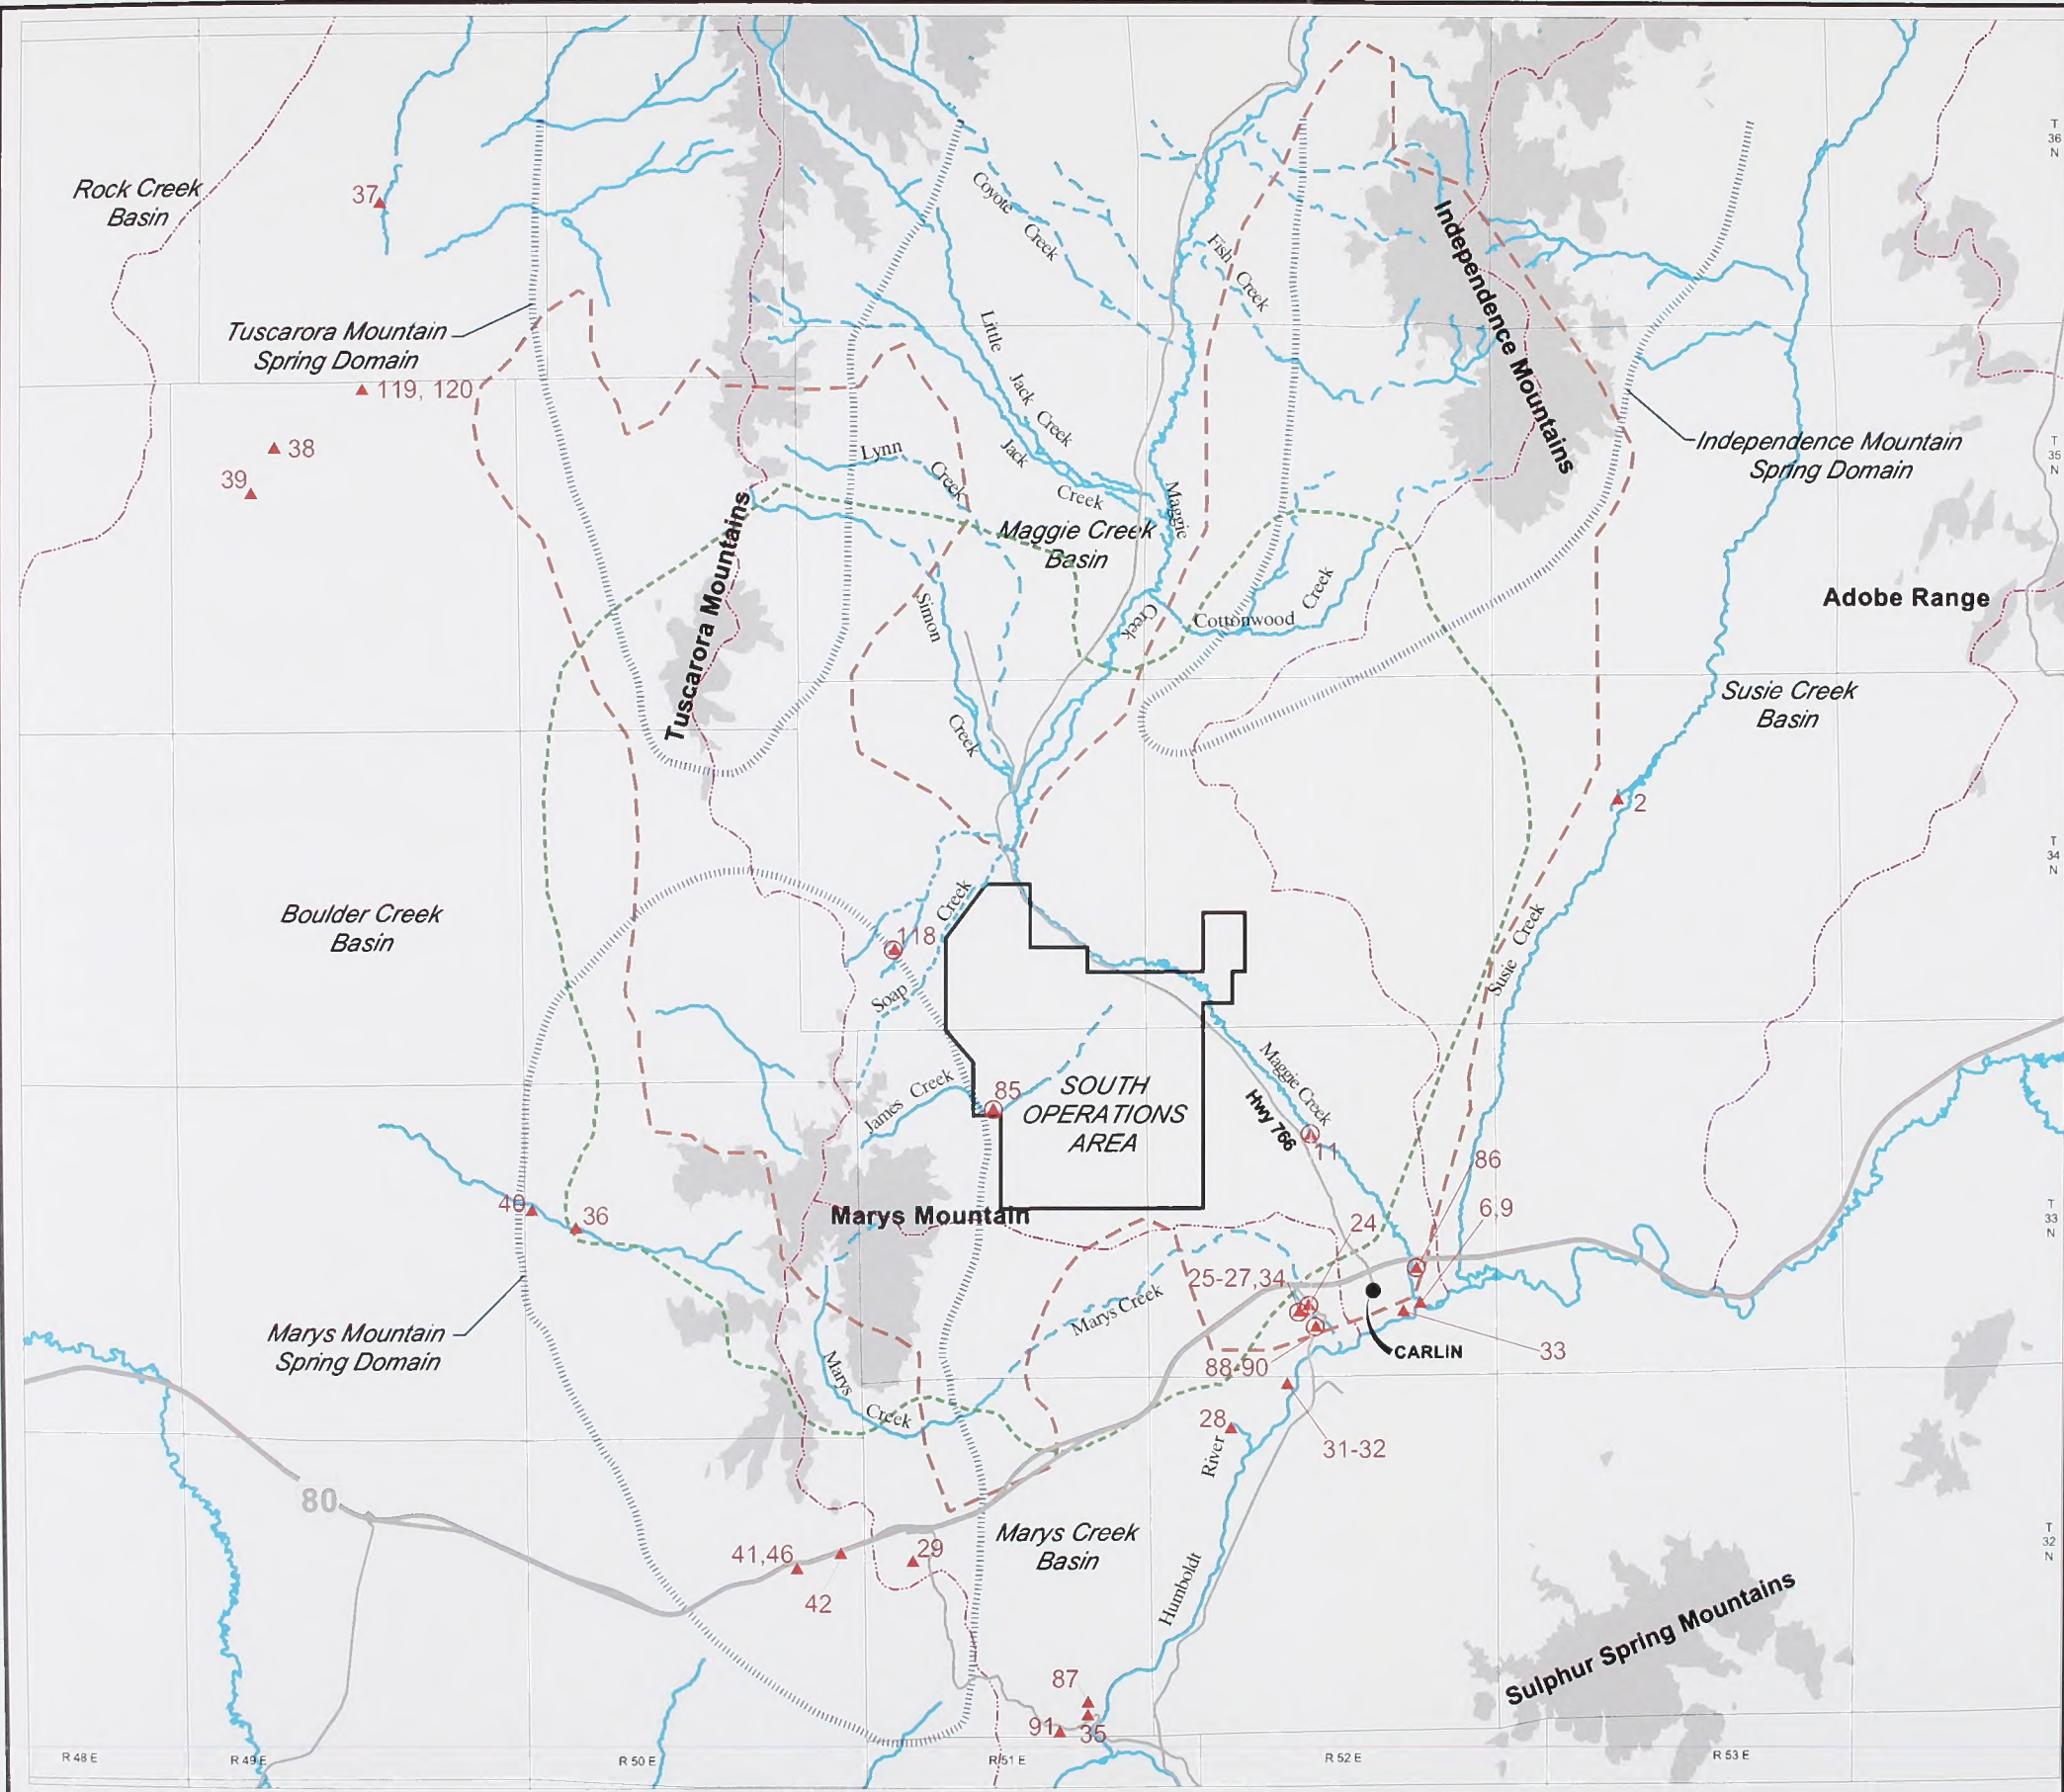 T
36
N
Rock Creek
Basin
37
Coyote
Creek
Fish
Creek
Independence Mountains
Tuscarora Mountain
Spring Domain
Little
Jack
Creek
119, 120
38
39
Lynn
Creek
Jack
Creek
Maggie
Creek
Independence Mountain
Spring Domain
T
35
N
Maggie Creek
Basin
Tuscarora Mountains
Simon
Creek
Cottonwood
Creek
Adobe Range
Susie Creek
Basin
2
T
34
N
Boulder Creek
Basin
118
Soap
Creek
Susie
Creek
James Creek
85
SOUTH
OPERATIONS
AREA
Maggie Creek
Hwy 766
11
86
6,9
24
40
36
Marys Mountain
T
33
N
25-27,34
Marys Creek
Marys Mountain
Spring Domain
CARLIN
33
88-90
Marys
Creek
28
31-32
River
Humboldt
80
41,46
42
29
Marys Creek
Basin
T
32
N
Sulphur Spring Mountains
87
91
35
R 48 E
R 49 E
R 50 E
R 51 E
R 52 E
R 53 E